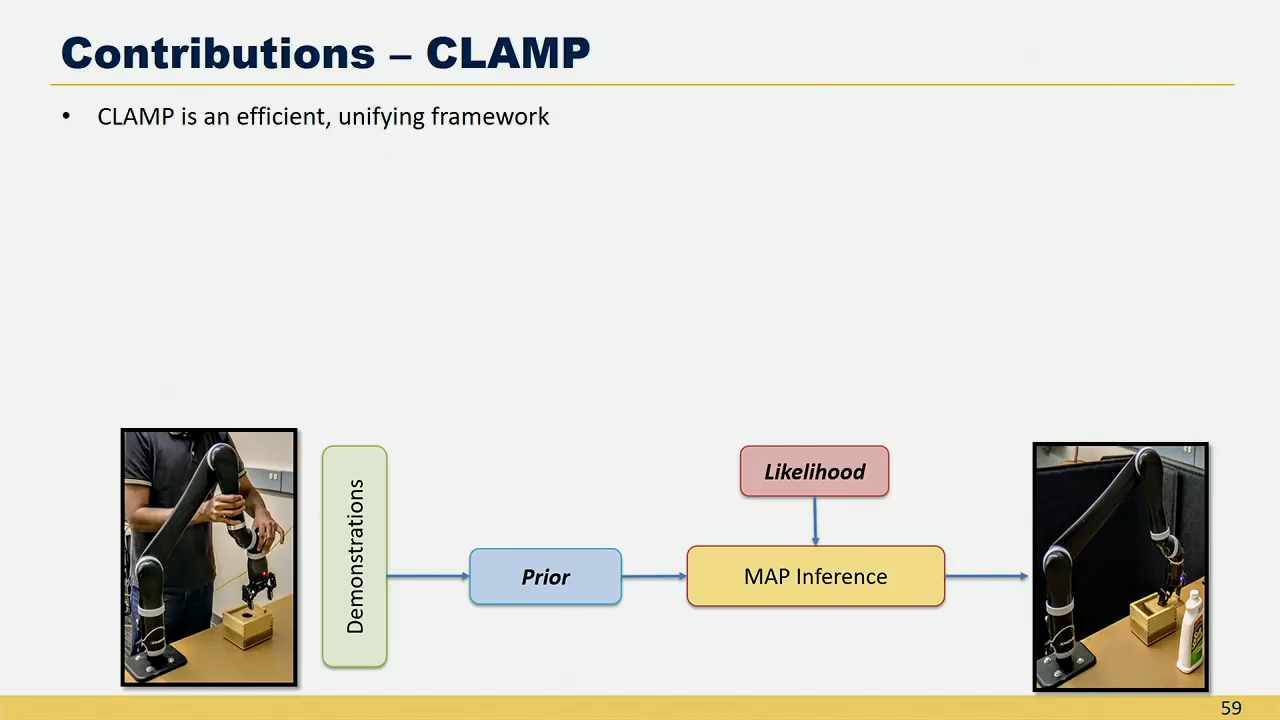 Contributions – CLAMP
• CLAMP is an efficient, unifying framework
Demonstrations
Prior
Likelihood
MAP Inference
59